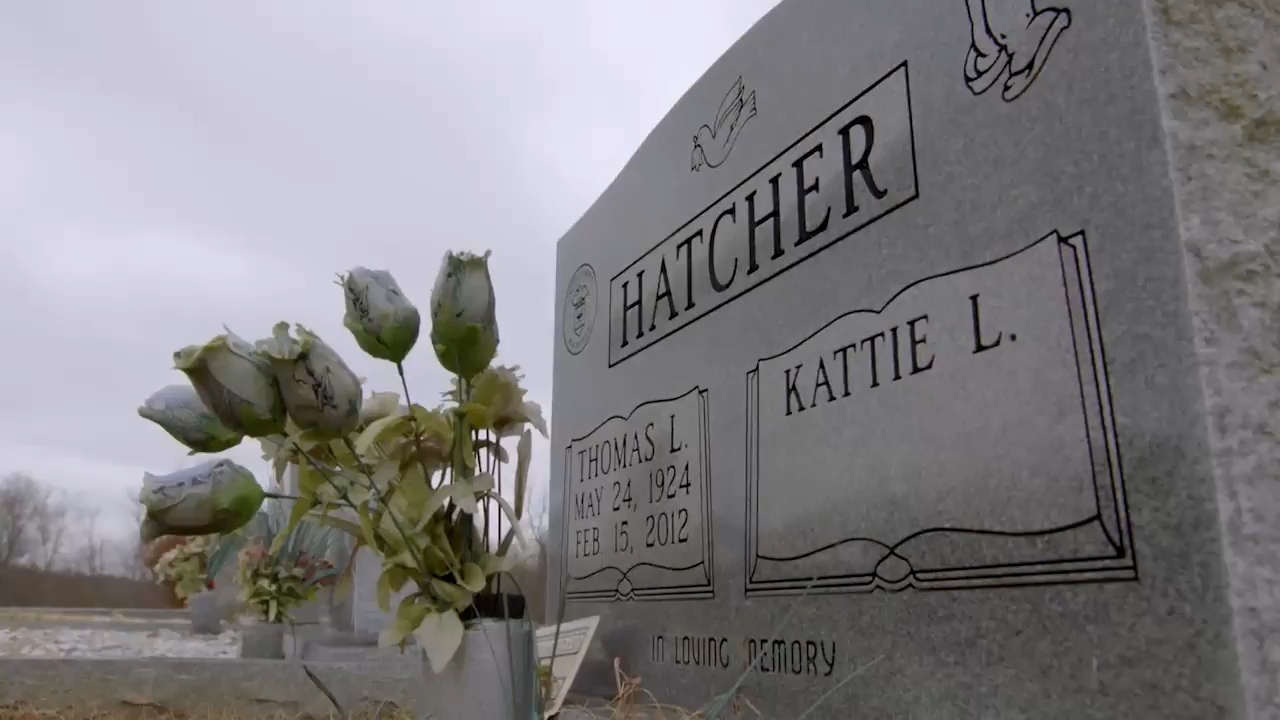 HATCHER
THOMAS L.
MAY 24, 1924
FEB. 15, 2012
KATTIE L.
IN LOVING MEMORY